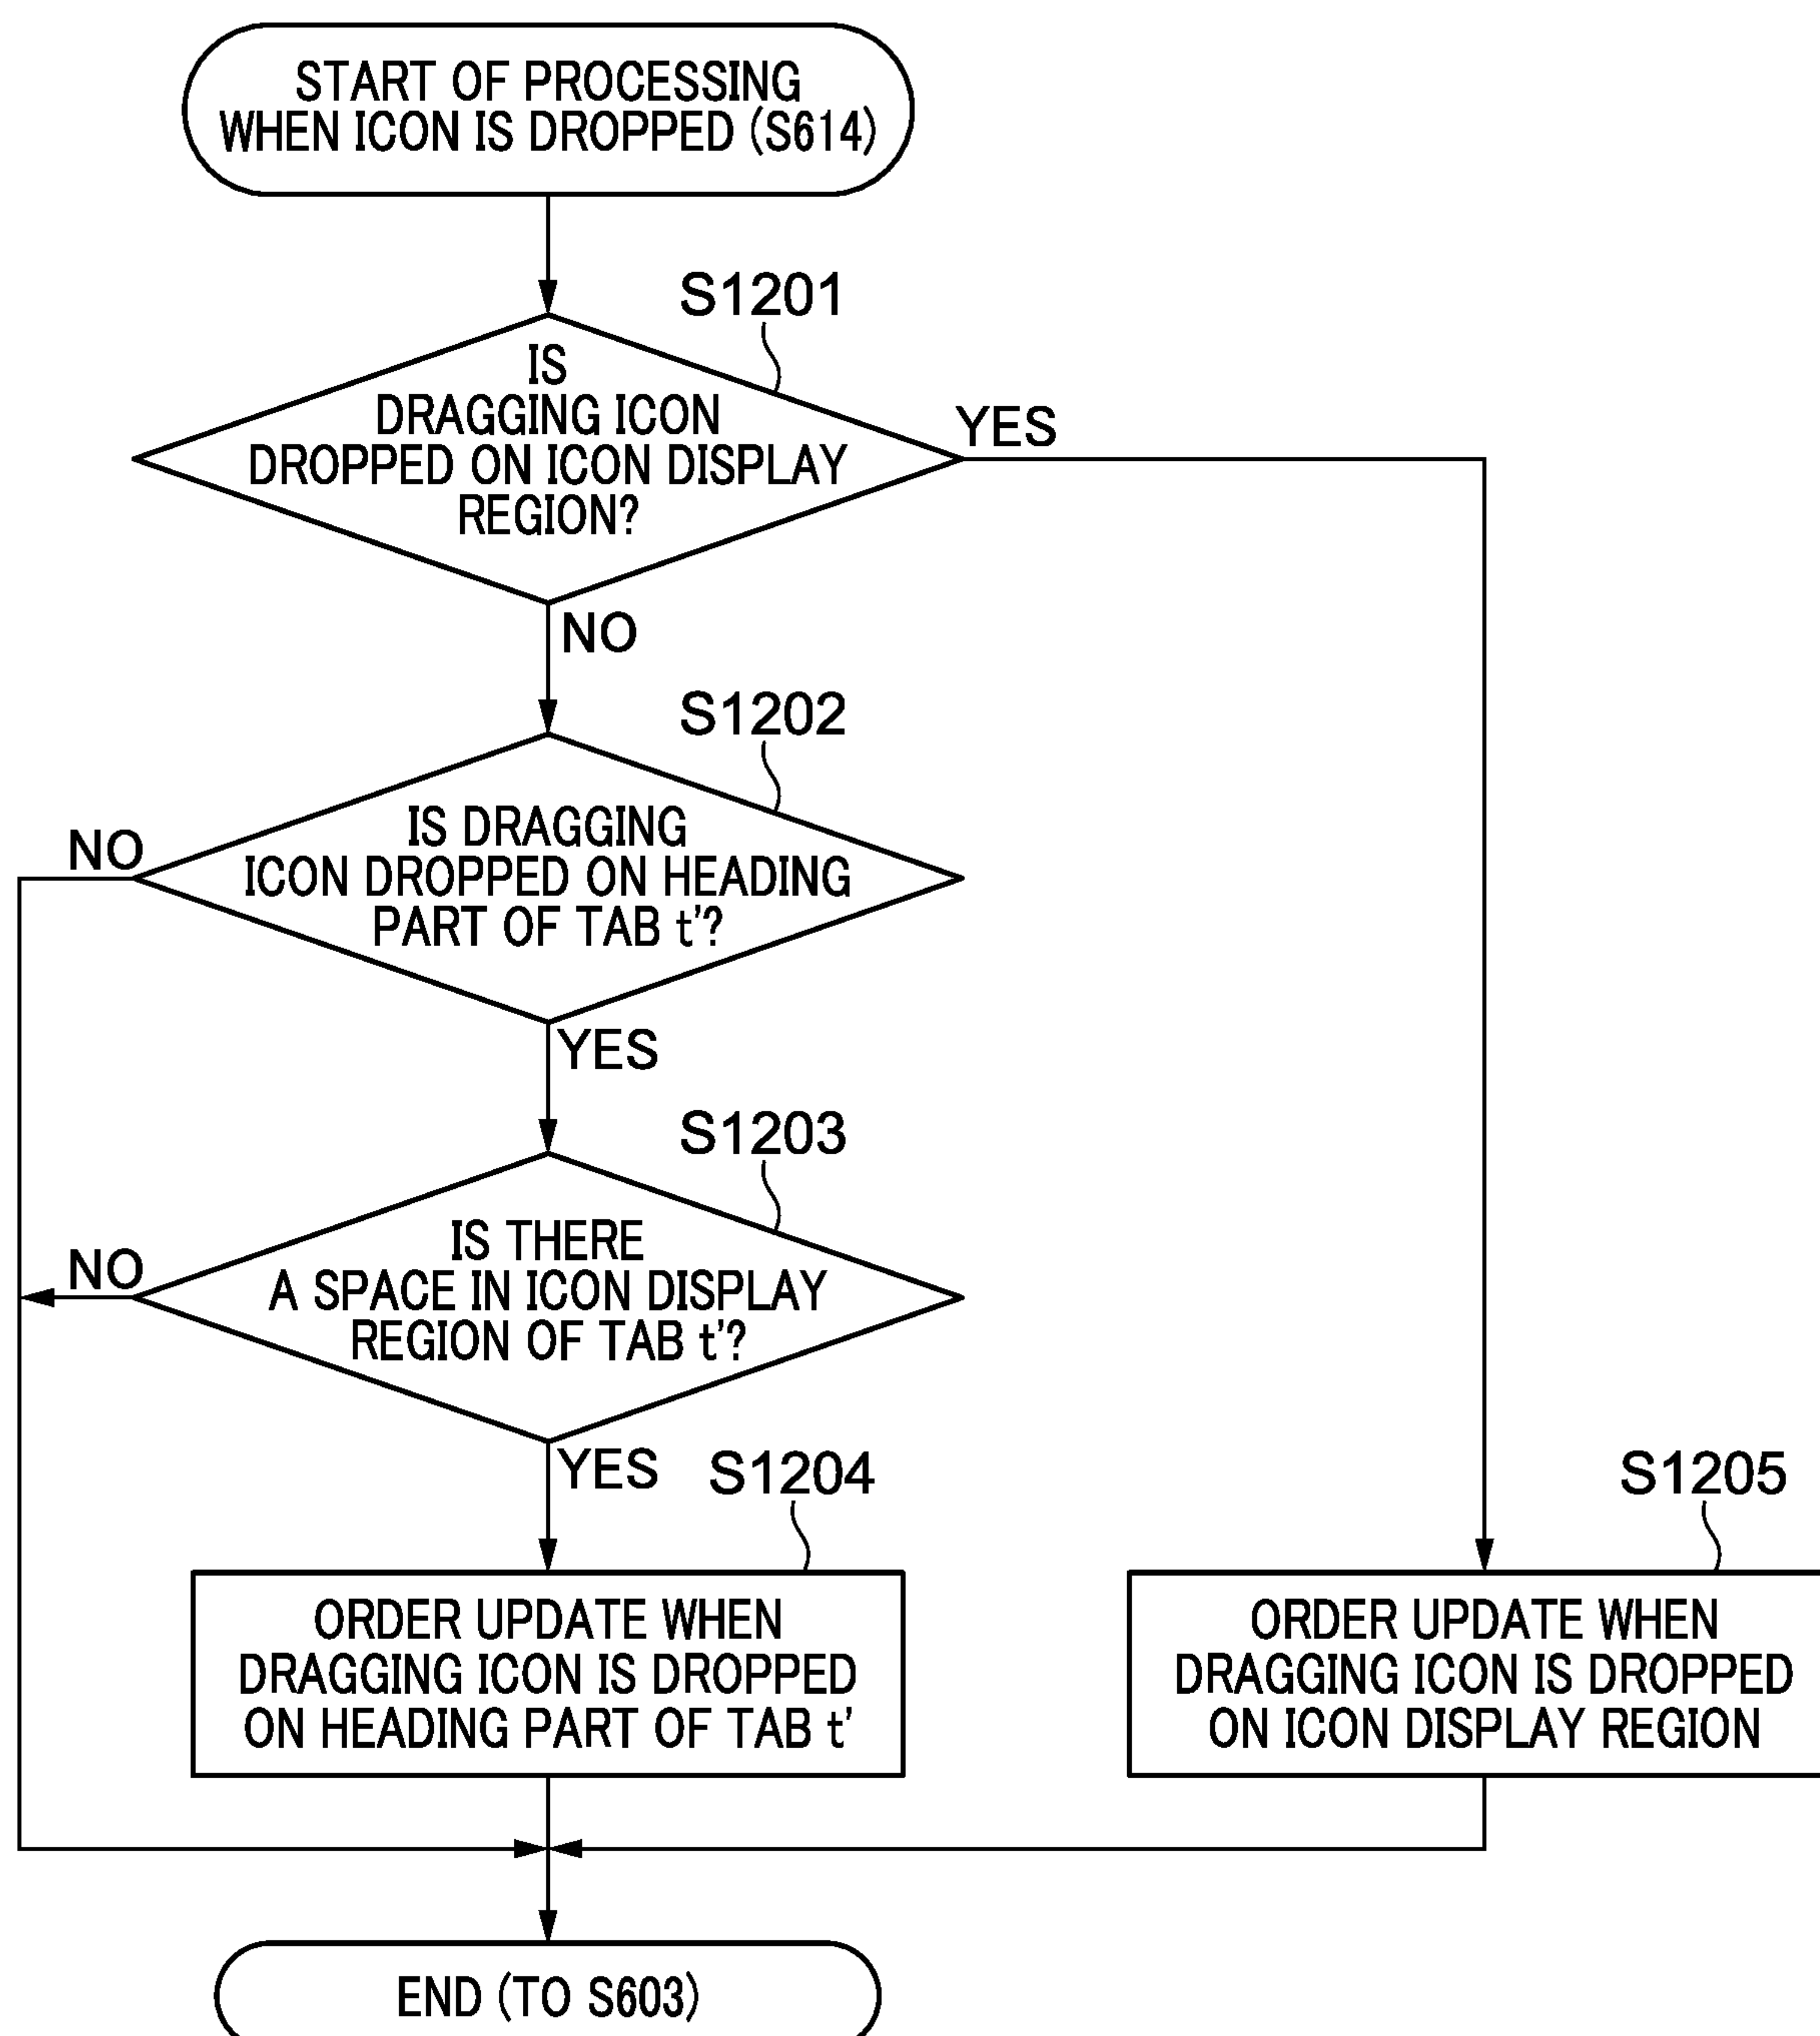 START OF PROCESSING
WHEN ICON IS DROPPED (S614)
S1201
IS
DRAGGING ICON
DROPPED ON ICON DISPLAY
REGION?
YES
NO
S1202
IS DRAGGING
ICON DROPPED ON HEADING
PART OF TAB t'?
NO
YES
S1203
IS THERE
A SPACE IN ICON DISPLAY
REGION OF TAB t'?
NO
YES
S1204
ORDER UPDATE WHEN
DRAGGING ICON IS DROPPED
ON HEADING PART OF TAB t'
S1205
ORDER UPDATE WHEN
DRAGGING ICON IS DROPPED
ON ICON DISPLAY REGION
END (TO S603)